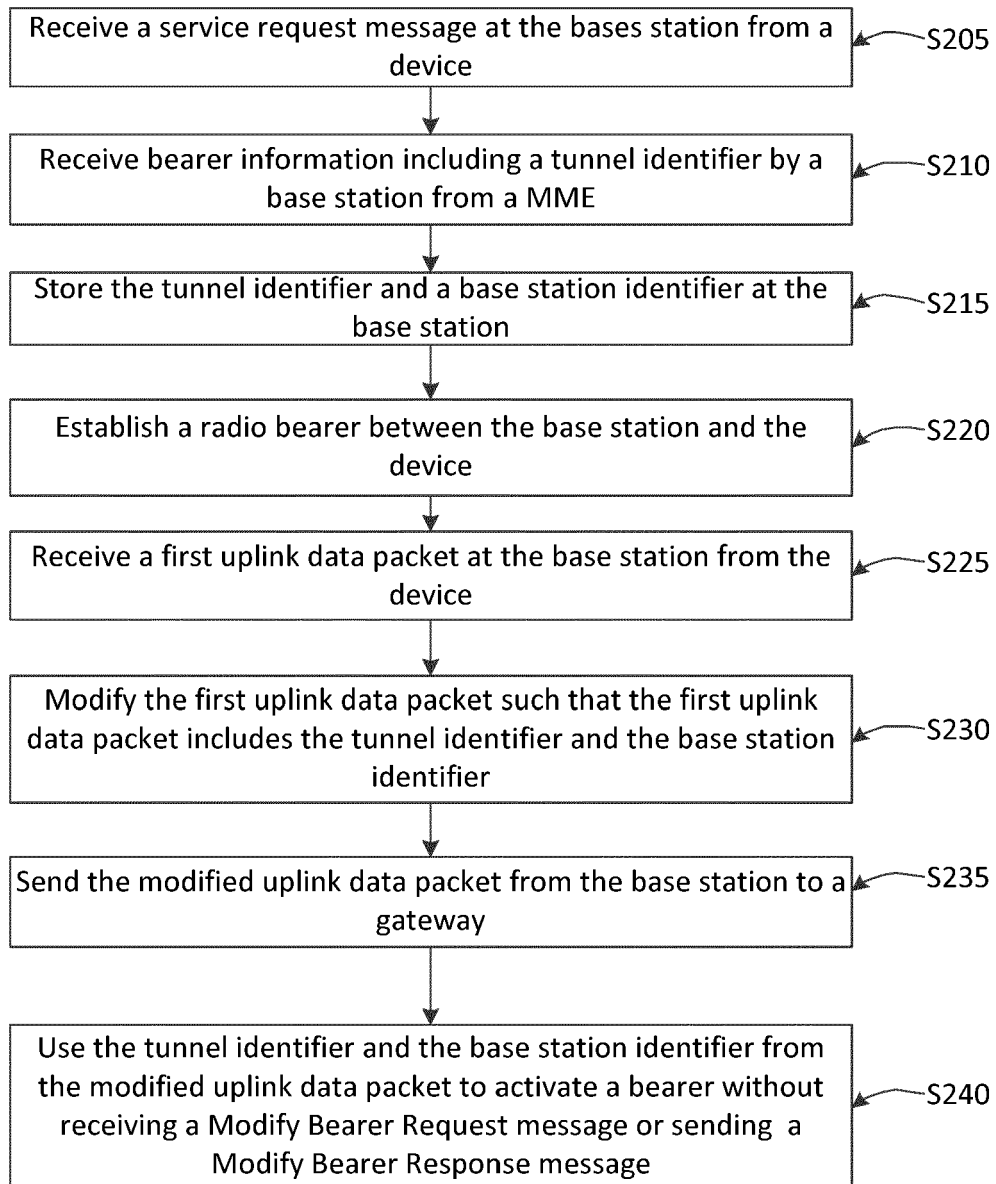 Receive a service request message at the bases station from a
device
S205
Receive bearer information including a tunnel identifier by a
base station from a MME
S210
Store the tunnel identifier and a base station identifier at the
base station
S215
Establish a radio bearer between the base station and the
device
S220
Receive a first uplink data packet at the base station from the
device
S225
Modify the first uplink data packet such that the first uplink
data packet includes the tunnel identifier and the base station
identifier
S230
Send the modified uplink data packet from the base station to a
gateway
S235
Use the tunnel identifier and the base station identifier from
the modified uplink data packet to activate a bearer without
receiving a Modify Bearer Request message or sending a
Modify Bearer Response message
S240